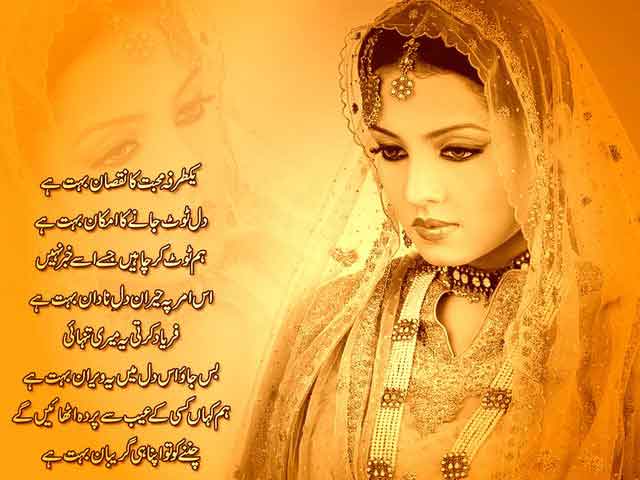 یکطرفہ محبت کا نقصان بہت ہے
دل ٹوٹ جانے کا امکان بہت ہے
ہم ٹوٹ کر چاہیں جسے اسے خبر نہیں
اس امر پہ حیران دلِ نادان بہت ہے
فریاد کرتی یہ میری تنہائی
بس جاؤ اس دل میں یہ ویران بہت ہے
ہم کہاں کسی کے عیب سے پردہ اٹھائیں گے
چھنے کو تو اپنا ہی گریبان بہت ہے